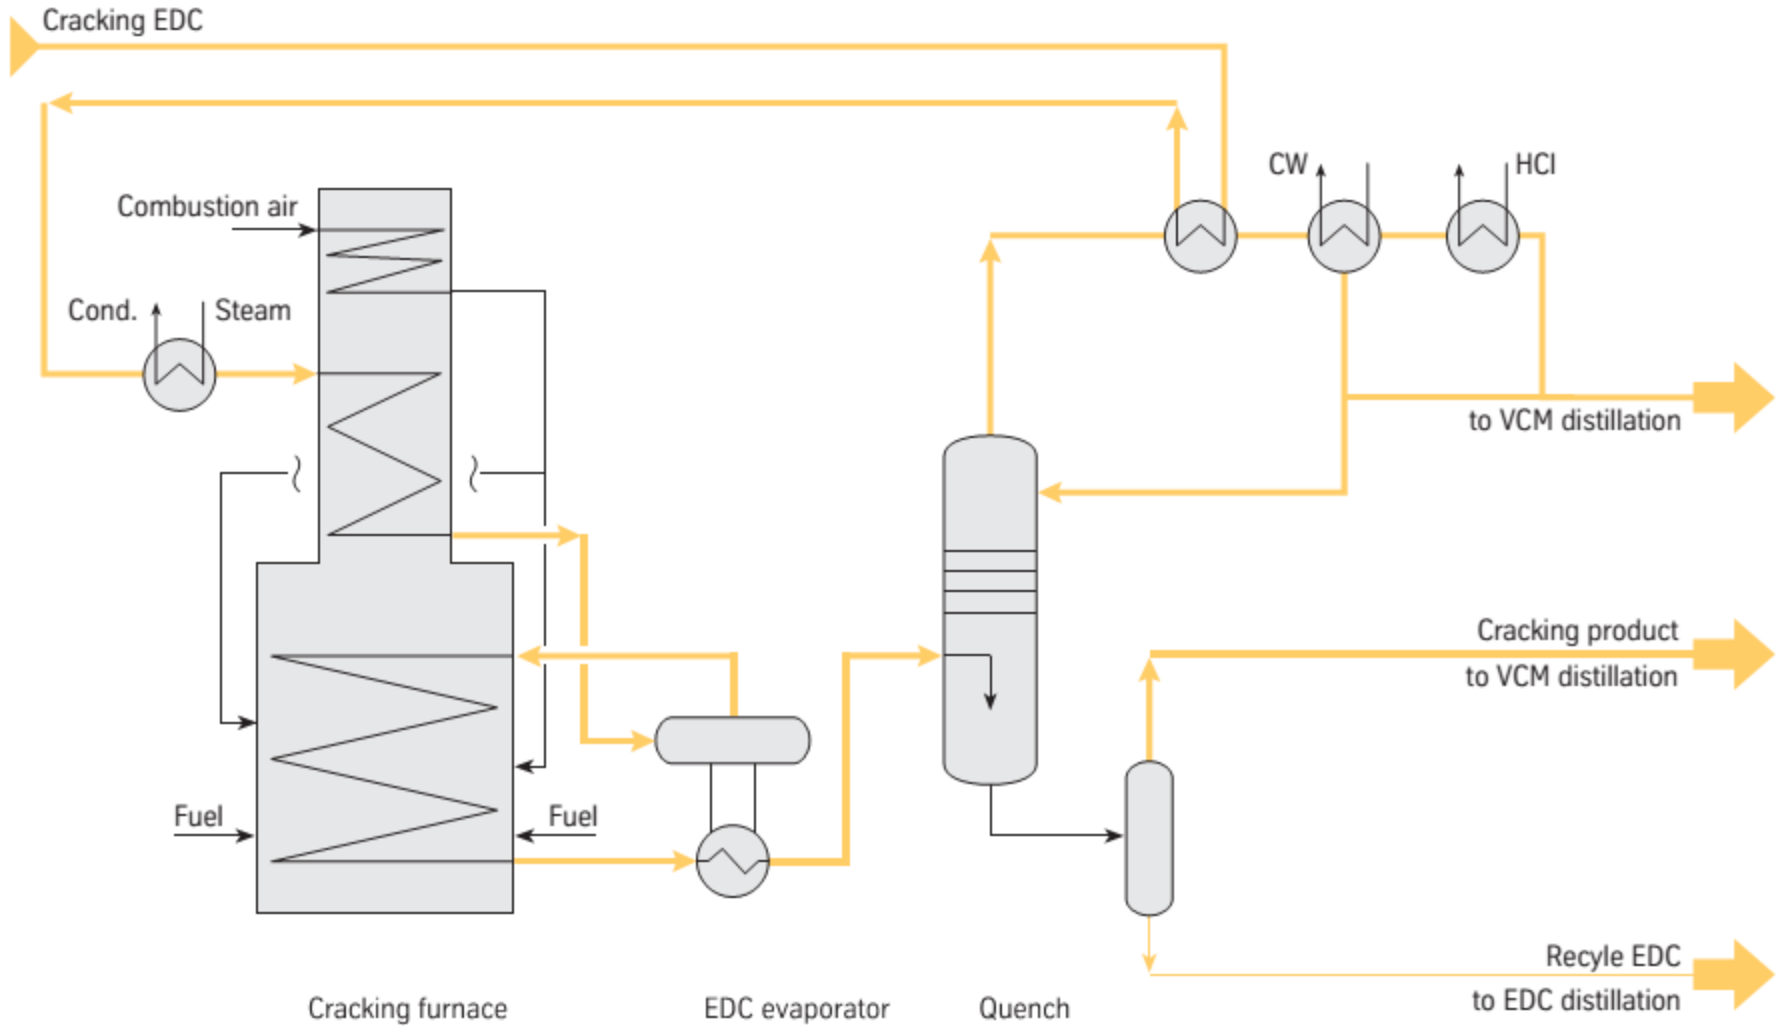 Cracking EDC
CW
HCl
Combustion air
Cond.
Steam
to VCM distillation
Cracking product
to VCM distillation
Fuel
Fuel
Recyle EDC
to EDC distillation
Cracking furnace
EDC evaporator
Quench